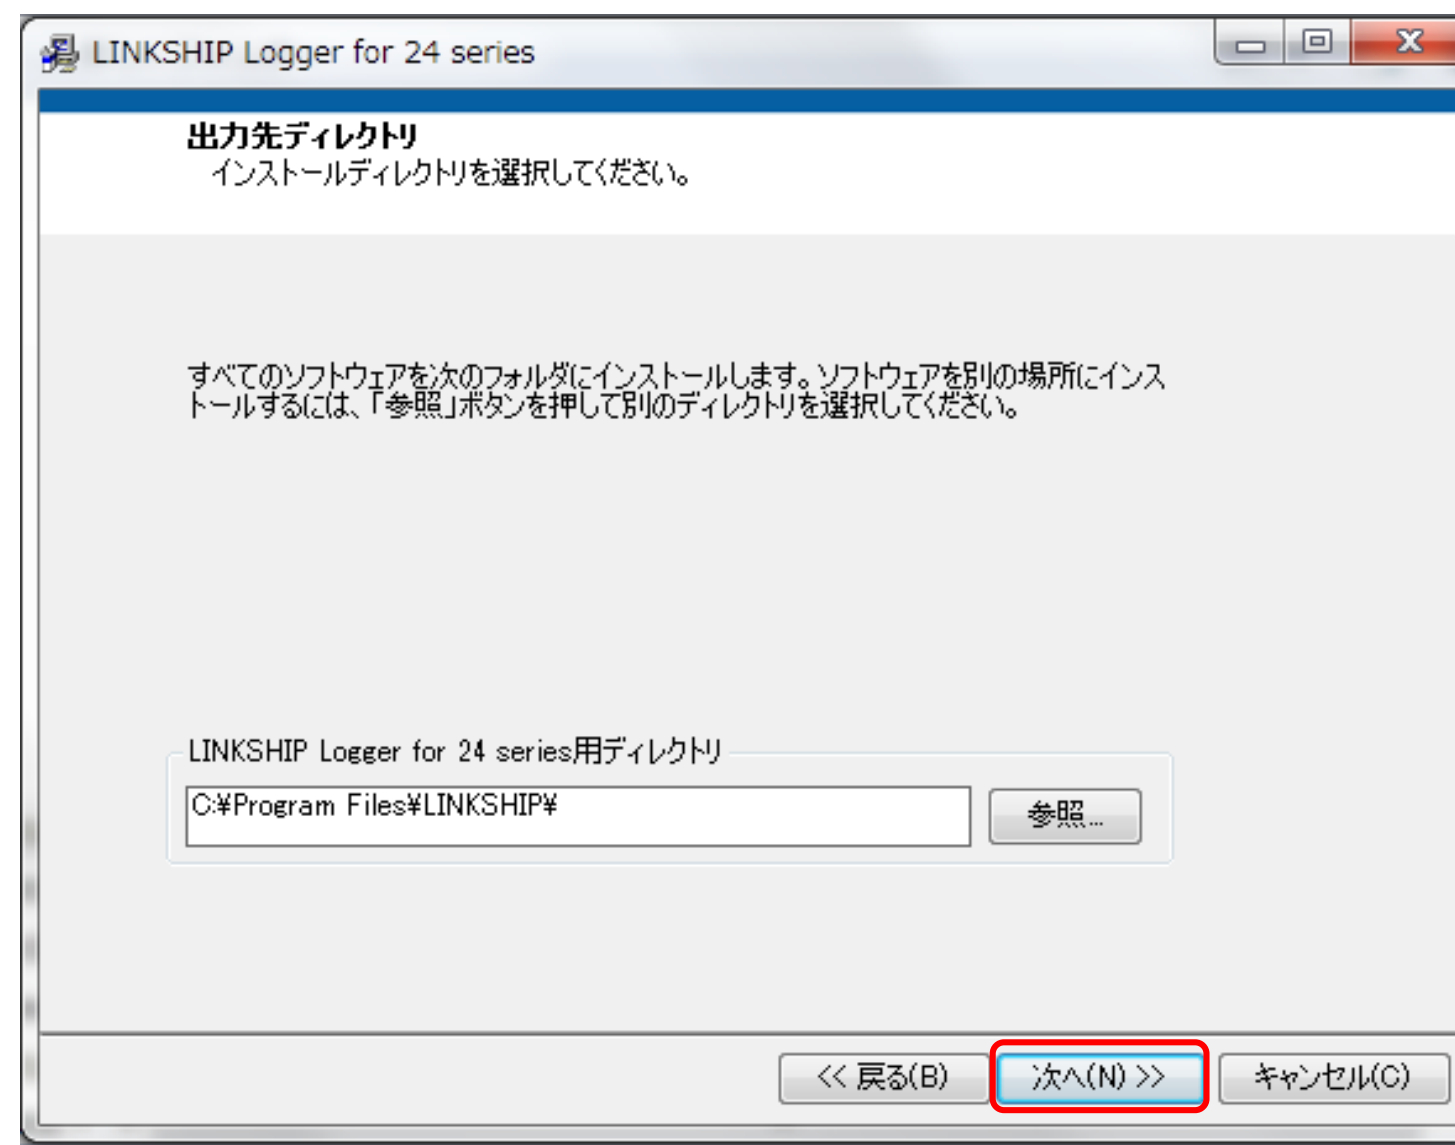 LINKSHIP Logger for 24 series
出力先ディレクトリ
インストールディレクトリを選択してください。
すべてのソフトウェアを次のフォルダにインストールします。ソフトウェアを別の場所にインス
トールするには、「参照」ボタンを押して別のディレクトリを選択してください。
LINKSHIP Logger for 24 series用ディレクトリ
C:¥Program Files¥LINKSHIP¥
参照...
<< 戻る(B)
次へ(N) >>
キャンセル(C)